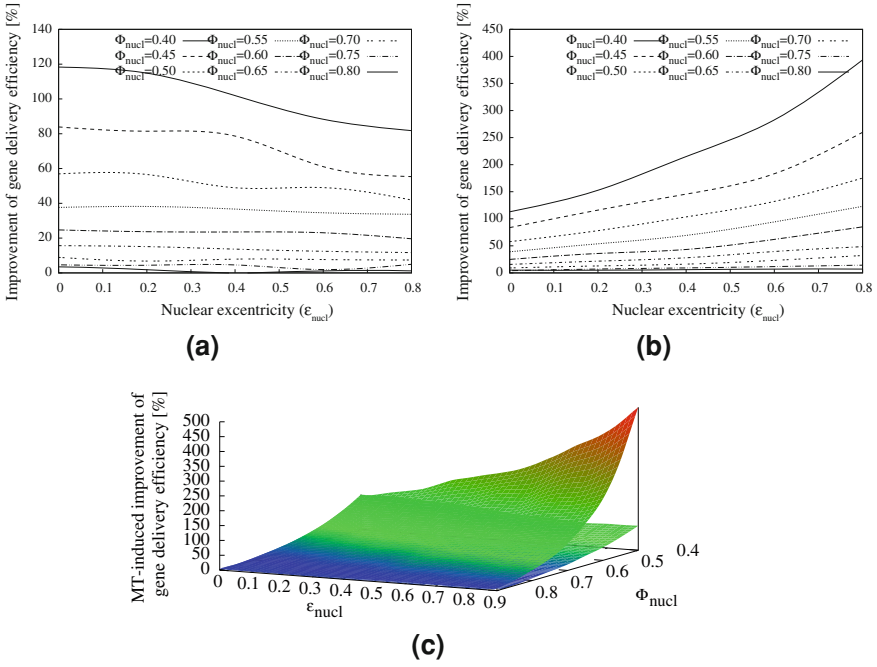 Improvement of gene delivery efficiency [%]
140
120
100
80
60
40
20
0
Φnucl=0.40 Φnucl=0.55 Φnucl=0.70
Φnucl=0.45 Φnucl=0.60 Φnucl=0.75
Φnucl=0.50 Φnucl=0.65 Φnucl=0.80
0.0 0.1 0.2 0.3 0.4 0.5 0.6 0.7 0.8
Nuclear excentricity (εnucl)
(a)
Improvement of gene delivery efficiency [%]
450
400
350
300
250
200
150
100
50
0
Φnucl=0.40 Φnucl=0.55 Φnucl=0.70
Φnucl=0.45 Φnucl=0.60 Φnucl=0.75
Φnucl=0.50 Φnucl=0.65 Φnucl=0.80
0.0 0.1 0.2 0.3 0.4 0.5 0.6 0.7 0.8
Nuclear excentricity (εnucl)
(b)
MT-induced improvement of
gene delivery efficiency [%]
500
450
400
350
300
250
200
150
100
50
0
0 0.1 0.2 0.3 0.4 0.5 0.6 0.7 0.8 0.9
εnucl
0.8 0.7 0.6 0.5 0.4
Φnucl
(c)